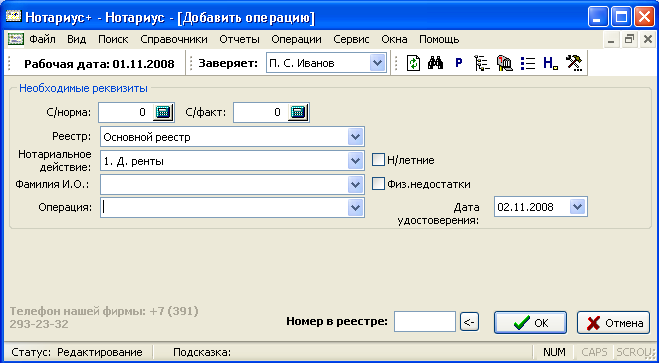 Нотариус+ - Нотариус - [Добавить операцию]
Файл Вид Поиск Справочники Отчеты Операции Сервис Окна Помощь
Рабочая дата: 01.11.2008 Заверяет: П. С. Иванов Р Н.
Необходимые реквизиты
С/норма: 0 С/факт: 0
Реестр: Основной реестр
Нотариальное
действие: 1. Д. ренты Н/летние
Фамилия И.О.: Физ.недостатки
Операция: Дата
удостоверения: 02.11.2008
Телефон нашей фирмы: +7 (391)
293-23-32
Номер в реестре: <- OK Отмена
Статус: Редактирование Подсказка: NUM CAPS SCROLL